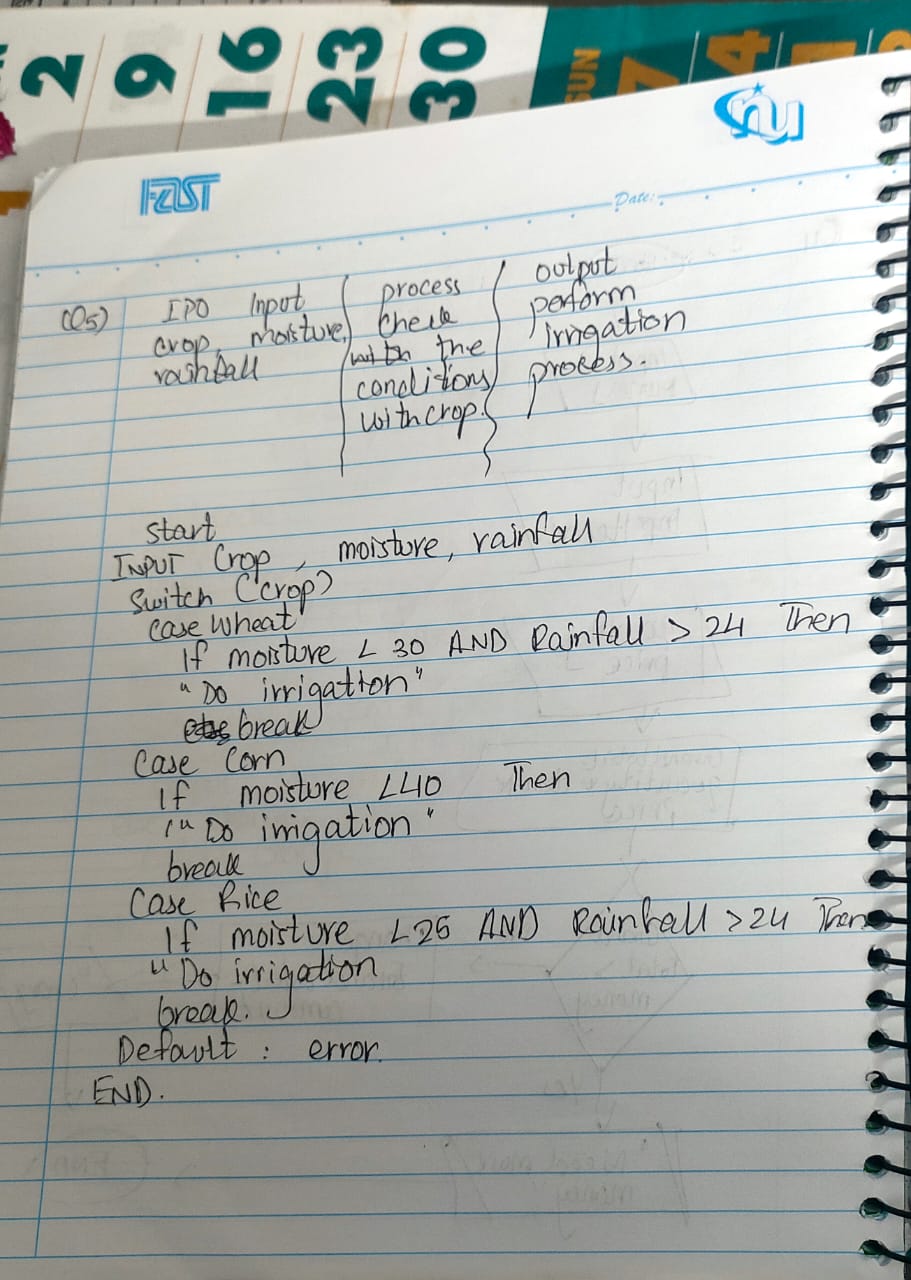 2 9 16 23 30
SUN 7 4
nu
FAST
Date:
(Q5) IPO Input process output
crop, moisture, check perform
rainfall with the irrigation
conditions process.
with crop.
start
INPUT Crop, moisture, rainfall
Switch (crop)
case wheat
If moisture < 30 AND Rainfall > 24 Then
"Do irrigation"
break
Case Corn
If moisture <40 Then
"Do irrigation"
break
Case Rice
If moisture <25 AND Rainfall >24 Then
"Do irrigation
break.
Default : error.
END.